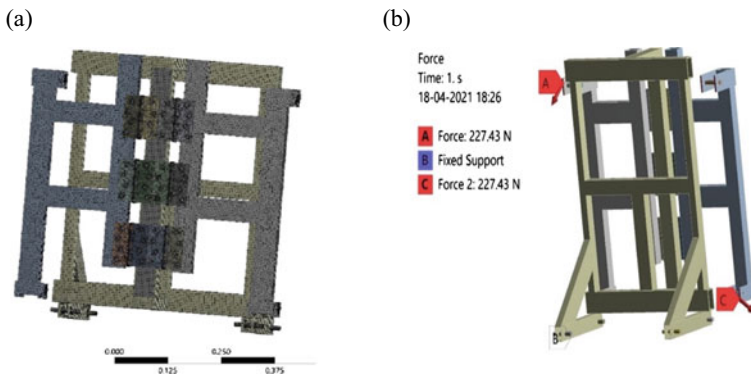 (a)
(b)
Force
Time: 1. s
18-04-2021 18:26
A Force: 227.43 N
B Fixed Support
C Force 2: 227.43 N
A
C
B
0.000
0.250
0.125
0.375